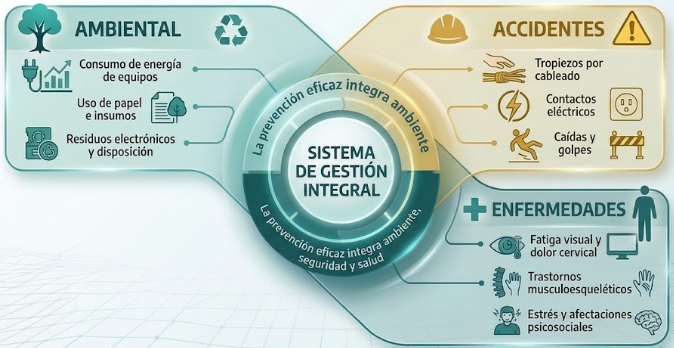 AMBIENTAL
Consumo de energía
de equipos
Uso de papel
e insumos
Residuos electrónicos
y disposición
La prevención eficaz integra ambiente
SISTEMA
DE GESTIÓN
INTEGRAL
La prevención eficaz integra ambiente,
seguridad y salud
ACCIDENTES
Tropiezos por
cableado
Contactos
eléctricos
Caídas y
golpes
ENFERMEDADES
Fatiga visual y
dolor cervical
Trastornos
musculoesqueléticos
Estrés y afectaciones
psicosociales